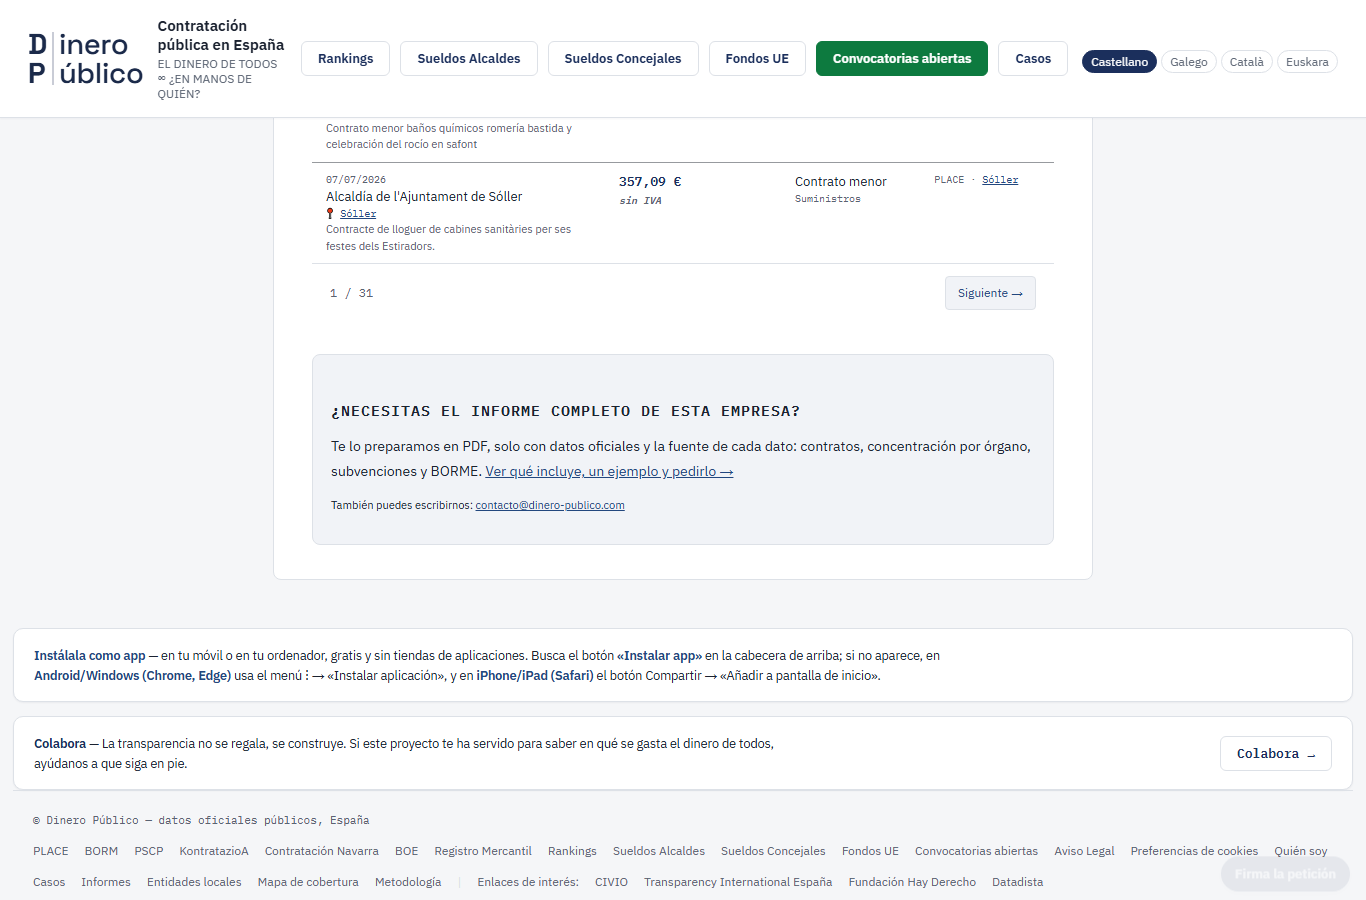 Dinero
Público
Contratación
pública en España
EL DINERO DE TODOS
∞ ¿EN MANOS DE
QUIÉN?
Rankings
Sueldos Alcaldes
Sueldos Concejales
Fondos UE
Convocatorias abiertas
Casos
Castellano
Galego
Català
Euskara
Contrato menor baños químicos romería bastida y
celebración del rocío en safont
07/07/2026
Alcaldía de l'Ajuntament de Sóller
Sóller
Contracte de lloguer de cabines sanitàries per ses
festes dels Estiradors.
357,09 €
sin IVA
Contrato menor
Suministros
PLACE · Sóller
1 / 31
Siguiente →
¿NECESITAS EL INFORME COMPLETO DE ESTA EMPRESA?
Te lo preparamos en PDF, solo con datos oficiales y la fuente de cada dato: contratos, concentración por órgano,
subvenciones y BORME. Ver qué incluye, un ejemplo y pedirlo →
También puedes escribirnos: contacto@dinero-publico.com
Instálala como app — en tu móvil o en tu ordenador, gratis y sin tiendas de aplicaciones. Busca el botón «Instalar app» en la cabecera de arriba; si no aparece, en
Android/Windows (Chrome, Edge) usa el menú ⋮ → «Instalar aplicación», y en iPhone/iPad (Safari) el botón Compartir → «Añadir a pantalla de inicio».
Colabora — La transparencia no se regala, se construye. Si este proyecto te ha servido para saber en qué se gasta el dinero de todos,
ayúdanos a que siga en pie.
Colabora →
© Dinero Público — datos oficiales públicos, España
PLACE BORM PSCP KontratazioA Contratación Navarra BOE Registro Mercantil Rankings Sueldos Alcaldes Sueldos Concejales Fondos UE Convocatorias abiertas Aviso Legal Preferencias de cookies Quién soy
Casos Informes Entidades locales Mapa de cobertura Metodología | Enlaces de interés: CIVIO Transparency International España Fundación Hay Derecho Datadista
Firma la petición